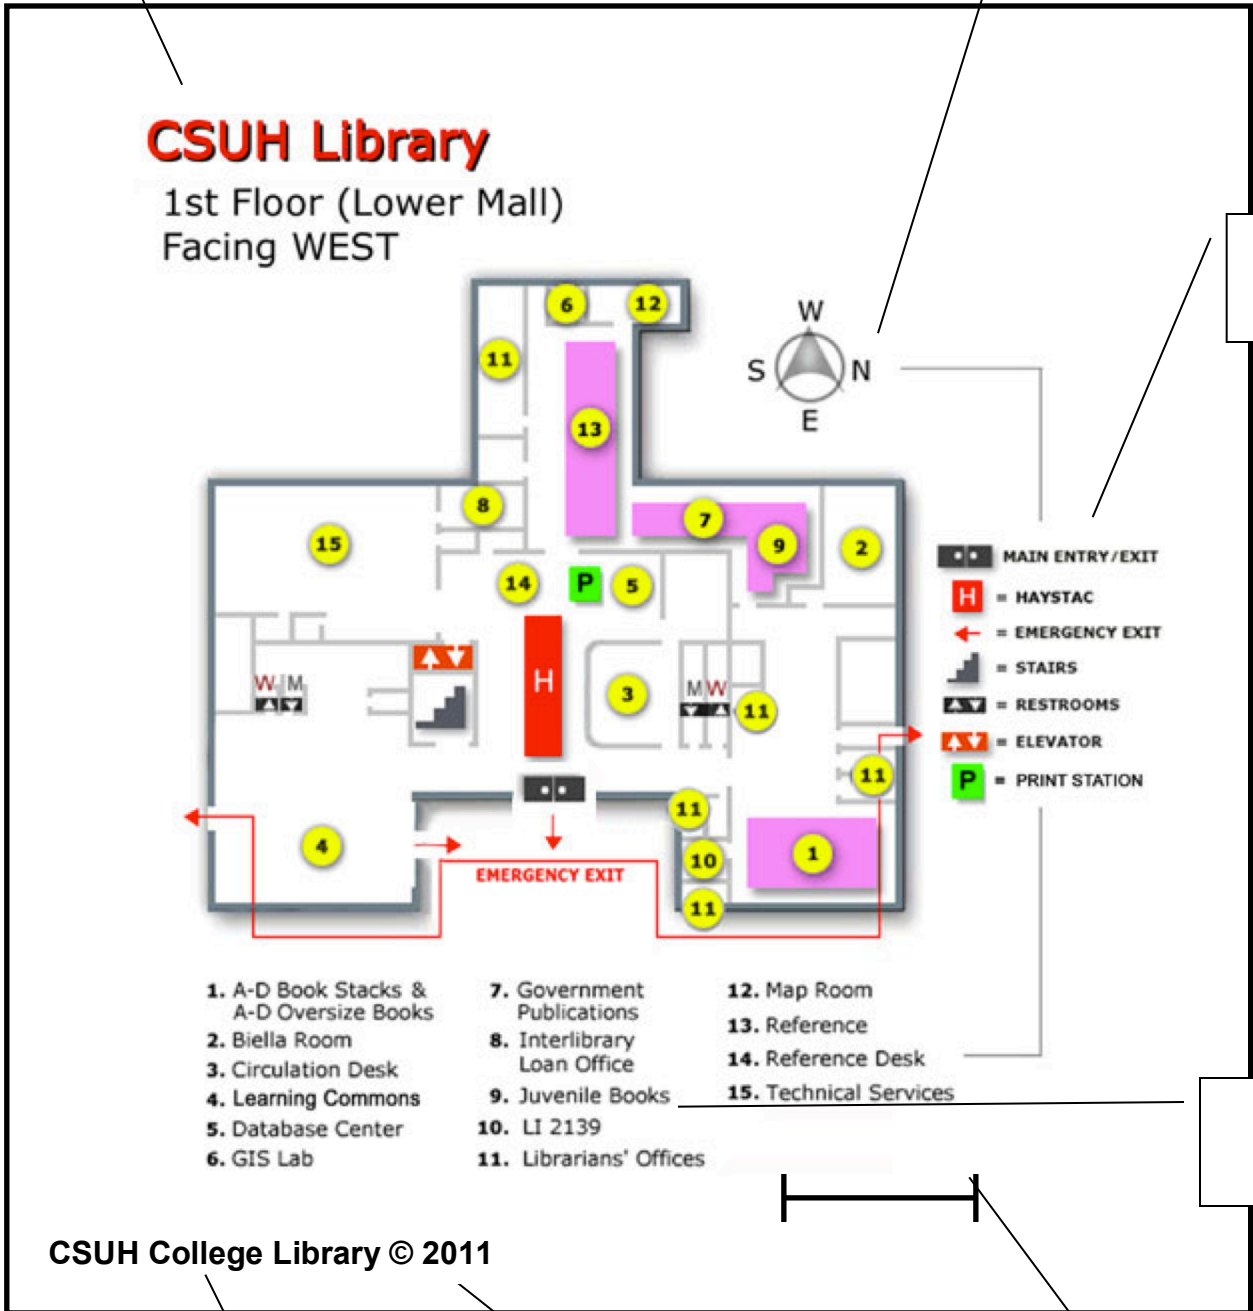 CSUH Library
1st Floor (Lower Mall)
Facing WEST
6
12
W
11
S
N
E
13
8
7
15
9
2
MAIN ENTRY/EXIT
14
P
5
H
= HAYSTAC
= EMERGENCY EXIT
= STAIRS
W M
H
3
M W
11
= RESTROOMS
= ELEVATOR
11
P
= PRINT STATION
11
4
10
1
EMERGENCY EXIT
11
1. A-D Book Stacks &
A-D Oversize Books
2. Biella Room
3. Circulation Desk
4. Learning Commons
5. Database Center
6. GIS Lab
7. Government
Publications
8. Interlibrary
Loan Office
9. Juvenile Books
10. LI 2139
11. Librarians' Offices
12. Map Room
13. Reference
14. Reference Desk
15. Technical Services
CSUH College Library © 2011